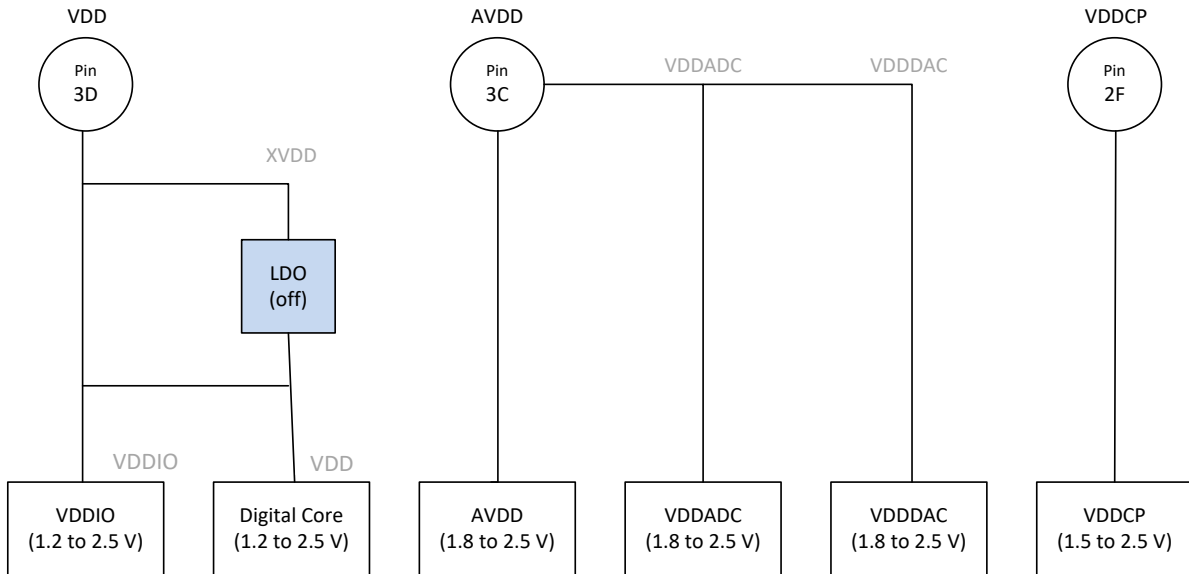 VDD
AVDD
VDDCP
Pin
3D
Pin
3C
Pin
2F
VDDADC
VDDDAC
XVDD
LDO
(off)
VDDIO
VDD
VDDIO
(1.2 to 2.5 V)
Digital Core
(1.2 to 2.5 V)
AVDD
(1.8 to 2.5 V)
VDDADC
(1.8 to 2.5 V)
VDDDAC
(1.8 to 2.5 V)
VDDCP
(1.5 to 2.5 V)